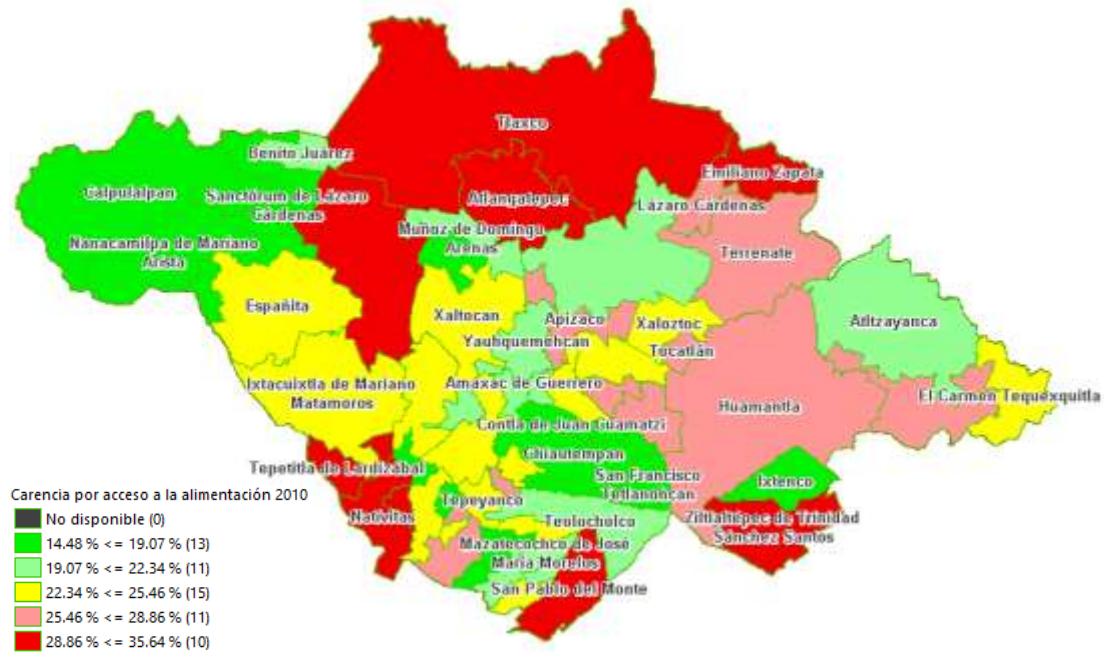 Tlaxco
Benito Juárez
Emiliano Zapata
Calpulalpan
Sanctórum de Lázaro
Cárdenas
Atlangatepec
Lázaro Cárdenas
Muñoz de Domingo
Arenas
Nanacamilpa de Mariano
Arista
Terrenate
Españita
Xaltocan
Apizaco
Xaloztoc
Altzayanca
Yauhquemehcan
Tocatlán
Ixtacuixtla de Mariano
Matamoros
Amaxac de Guerrero
El Carmen Tequexquitla
Huamantla
Contla de Juan Cuamatzi
Chiautempan
Tepetitla de Lardizabal
San Francisco
Tetlanohcan
Ixtenco
Nativitas
Tepeyanco
Teolocholco
Ziltlaltépec de Trinidad
Sánchez Santos
Mazatecochco de José
María Morelos
San Pablo del Monte
Carencia por acceso a la alimentación 2010
No disponible (0)
14.48 % <= 19.07 % (13)
19.07 % <= 22.34 % (11)
22.34 % <= 25.46 % (15)
25.46 % <= 28.86 % (11)
28.86 % <= 35.64 % (10)